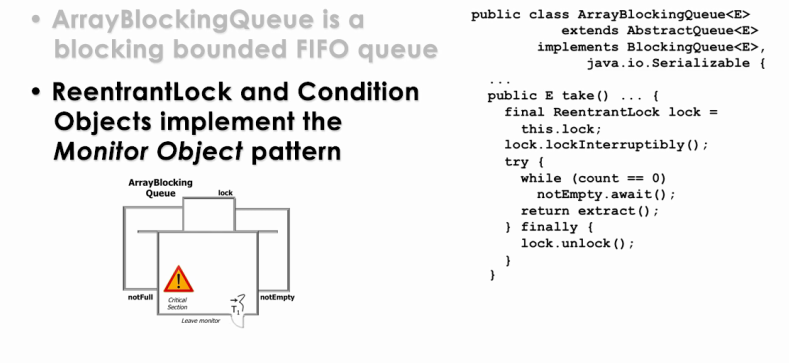 • ArrayBlockingQueue is a
blocking bounded FIFO queue
• ReentrantLock and Condition
Objects implement the
Monitor Object pattern
ArrayBlocking
Queue
lock
notFull
Critical
Section
T1
notEmpty
Leave monitor
public class ArrayBlockingQueue<E>
extends AbstractQueue<E>
implements BlockingQueue<E>,
java.io.Serializable {
...
public E take() ... {
final ReentrantLock lock =
this.lock;
lock.lockInterruptibly();
try {
while (count == 0)
notEmpty.await();
return extract();
} finally {
lock.unlock();
}
}